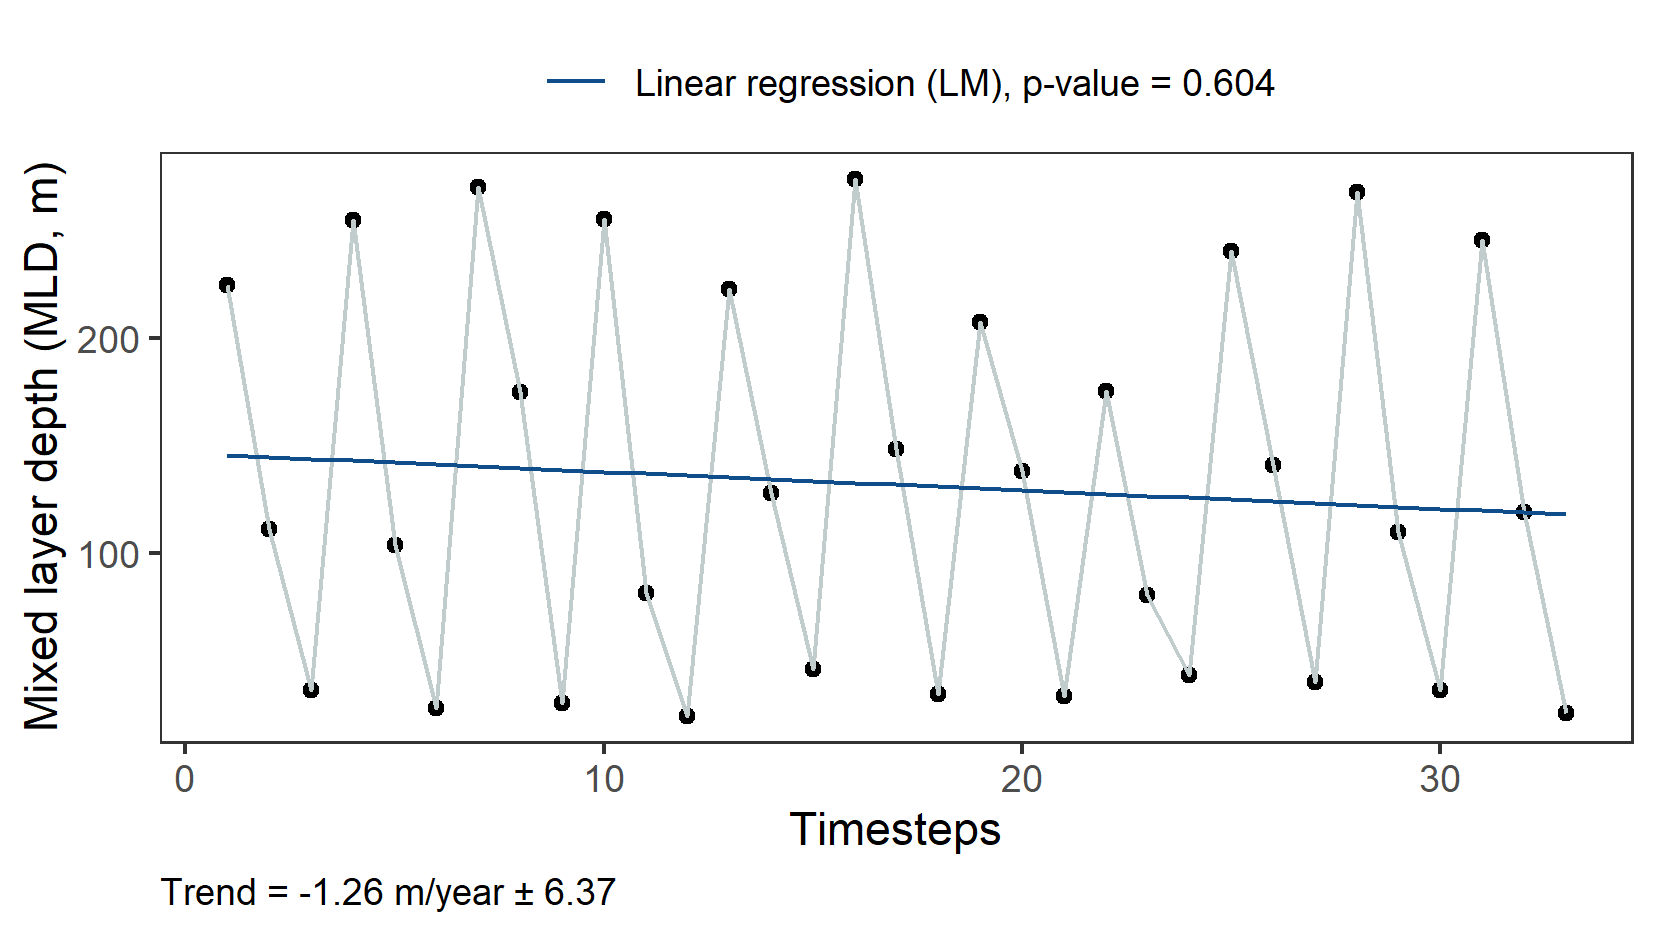 Linear regression (LM), p-value = 0.604
Mixed layer depth (MLD, m)
200
100
0 10 20 30
Timesteps
Trend = -1.26 m/year ± 6.37